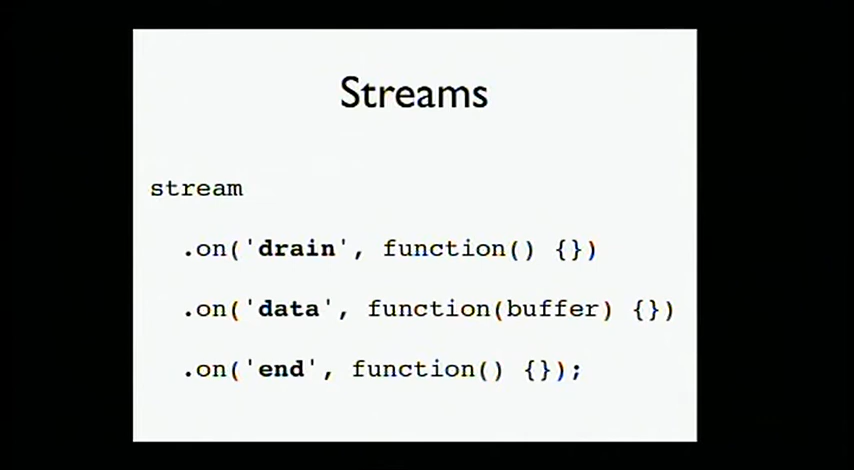 Streams
stream
.on('drain', function() {})
.on('data', function(buffer) {})
.on('end', function() {});